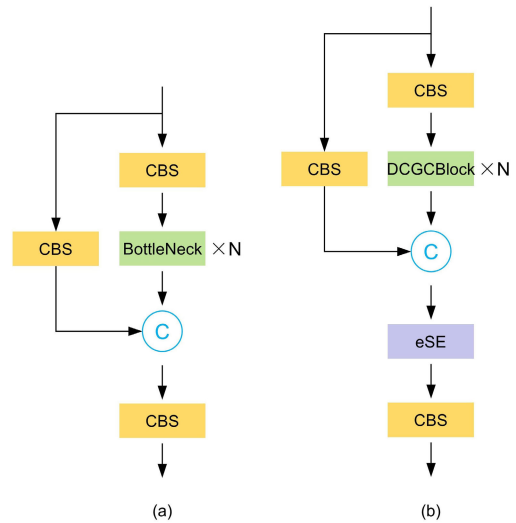 CBS
CBS
BottleNeck ×N
C
CBS
(a)
CBS
CBS
DCGCBlock ×N
C
eSE
CBS
(b)